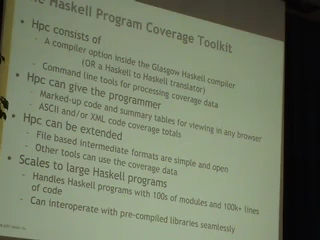 Haskell Program Coverage Toolkit
• Hpc consists of
- A compiler option inside the Glasgow Haskell compiler
(OR a Haskell to Haskell translator)
- Command line tools for processing coverage data
• Hpc can give the programmer
- Marked-up code and summary tables for viewing in any browser
- ASCII and/or XML code coverage totals
• Hpc can be extended
- File based intermediate formats are simple and open
- Other tools can use the coverage data
• Scales to large Haskell programs
- Handles Haskell programs with 100s of modules and 100k+ lines
of code
- Can interoperate with pre-compiled libraries seamlessly